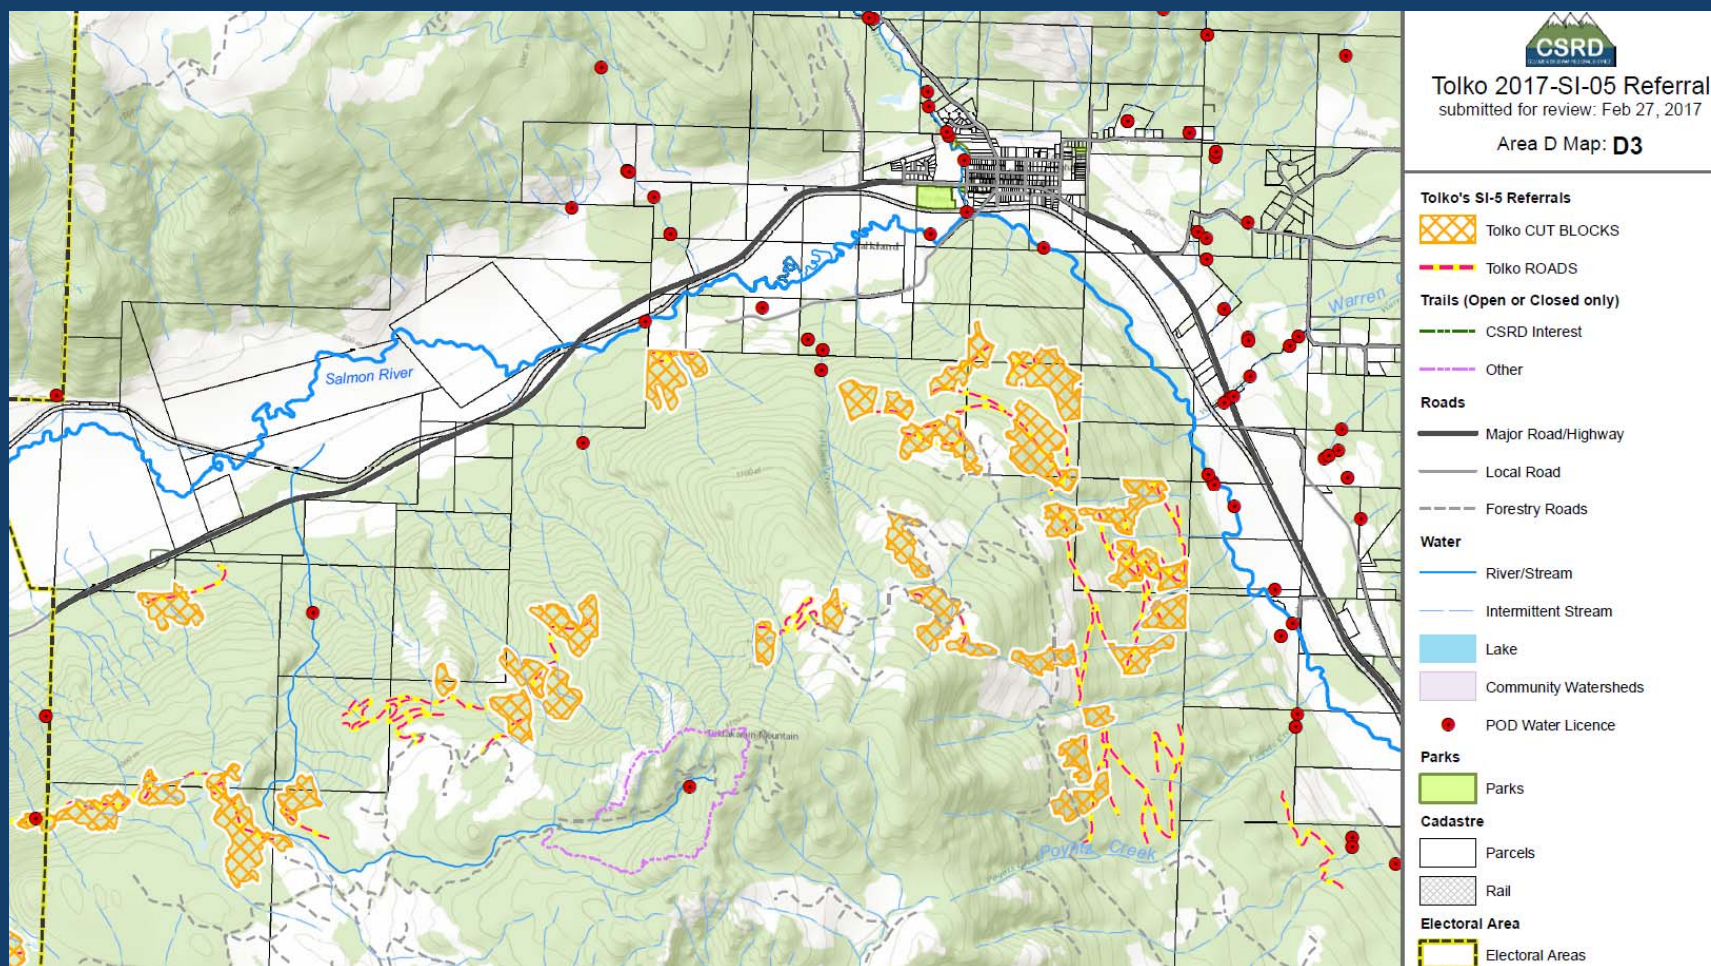 CSRD
Tolko 2017-SI-05 Referral
submitted for review: Feb 27, 2017
Area D Map: D3
Tolko's SI-5 Referrals
Tolko CUT BLOCKS
Tolko ROADS
Trails (Open or Closed only)
CSRD Interest
Other
Roads
Major Road/Highway
Local Road
Forestry Roads
Water
River/Stream
Intermittent Stream
Lake
Community Watersheds
POD Water Licence
Parks
Parks
Cadastre
Parcels
Rail
Electoral Area
Electoral Areas
Warren
Salmon River
Mountain
Poyntz Creek